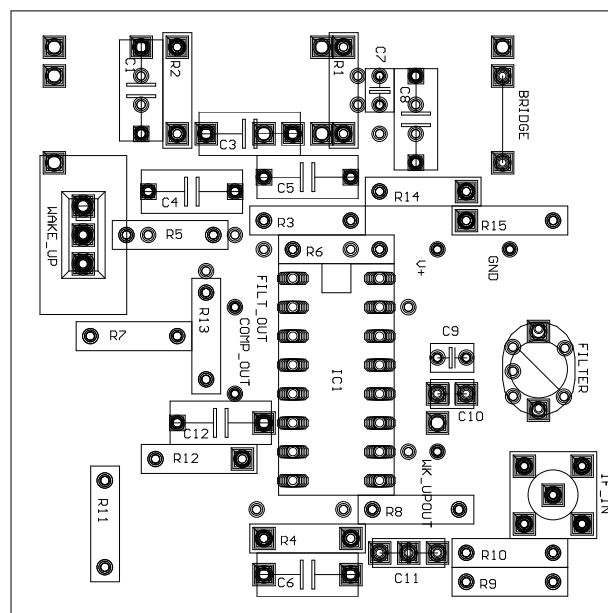 C1
R2
R1
C7
C8
BRIDGE
C3
C5
C4
R14
WAKE_UP
R5
R3
R15
R6
V+
GND
FILT_OUT
R13
COMP_OUT
R7
IC1
C9
FILTER
C10
C12
R12
WK_UPOUT
IF_IN
R11
R8
R4
C11
R10
C6
R9